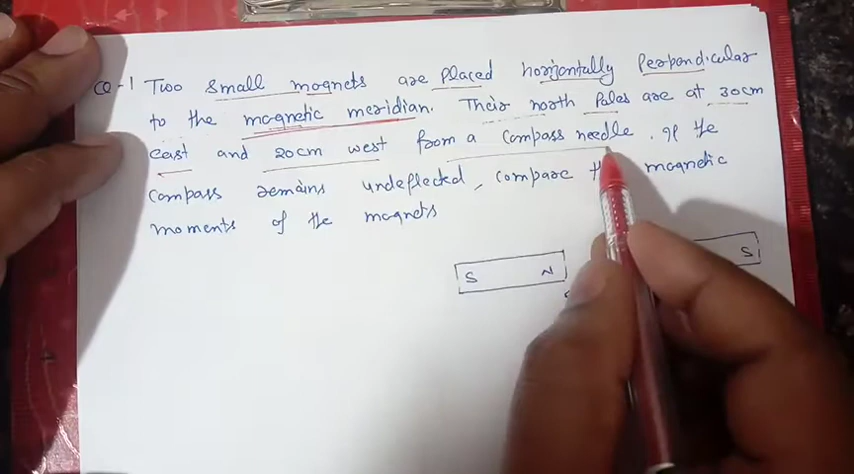 Q-1 Two small magnets are placed horizontally Perpendicular
to the magnetic meridian. Their north Poles are at 30cm
east and 20cm west from a compass needle. If the
compass remains undeflected, compare magnetic
moments of the magnets
S N S